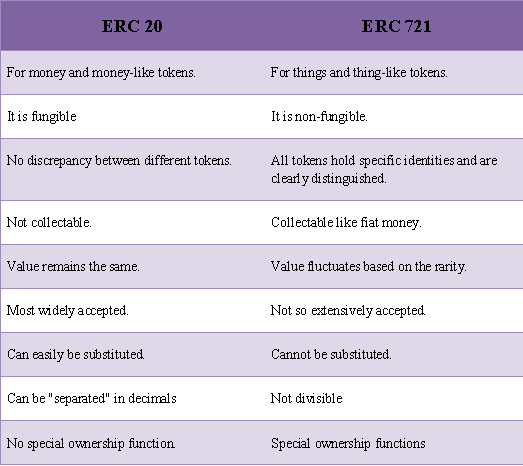 ERC 20 ERC 721
For money and money-like tokens. For things and thing-like tokens.
It is fungible It is non-fungible.
No discrepancy between different tokens. All tokens hold specific identities and are
clearly distinguished.
Not collectable. Collectable like fiat money.
Value remains the same. Value fluctuates based on the rarity.
Most widely accepted. Not so extensively accepted.
Can easily be substituted. Cannot be substituted.
Can be "separated" in decimals Not divisible
No special ownership function. Special ownership functions